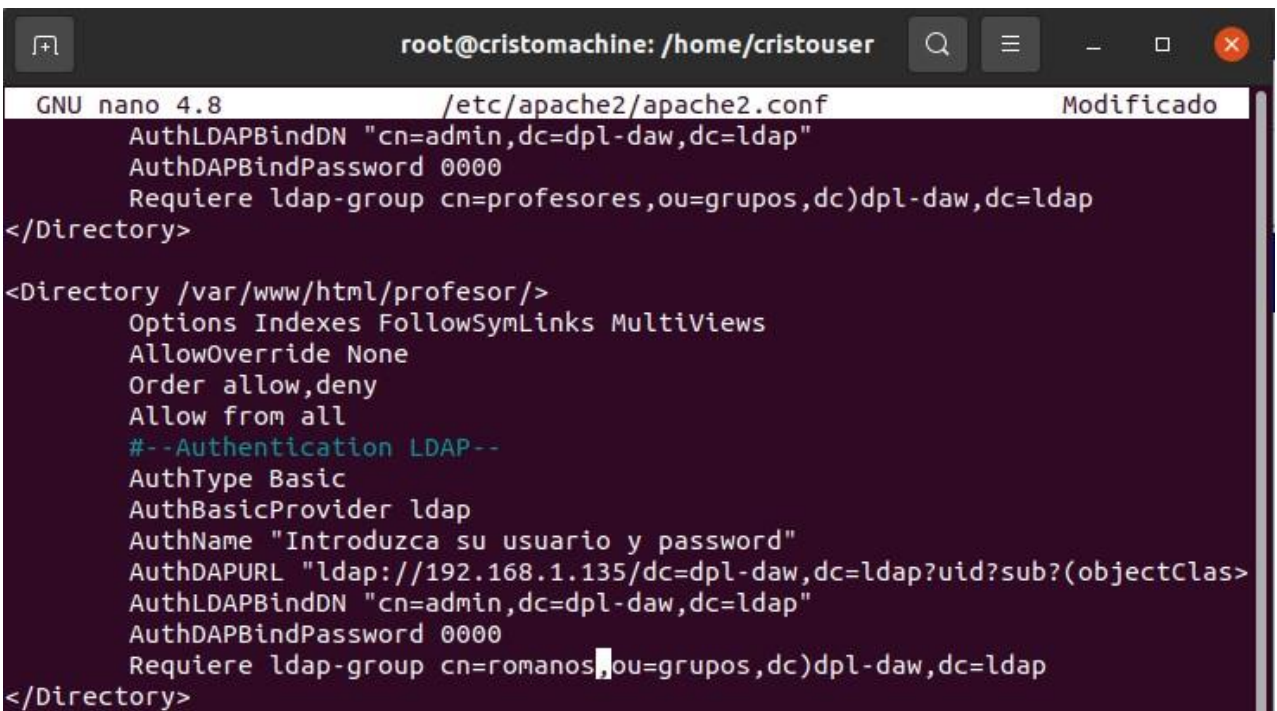 root@cristomachine: /home/cristouser
GNU nano 4.8 /etc/apache2/apache2.conf Modificado
AuthLDAPBindDN "cn=admin,dc=dpl-daw,dc=ldap"
AuthDAPBindPassword 0000
Requiere ldap-group cn=profesores,ou=grupos,dc)dpl-daw,dc=ldap
</Directory>
<Directory /var/www/html/profesor/>
Options Indexes FollowSymLinks MultiViews
AllowOverride None
Order allow,deny
Allow from all
#--Authentication LDAP--
AuthType Basic
AuthBasicProvider ldap
AuthName "Introduzca su usuario y password"
AuthDAPURL "ldap://192.168.1.135/dc=dpl-daw,dc=ldap?uid?sub?(objectClas>
AuthLDAPBindDN "cn=admin,dc=dpl-daw,dc=ldap"
AuthDAPBindPassword 0000
Requiere ldap-group cn=romanos,ou=grupos,dc)dpl-daw,dc=ldap
</Directory>